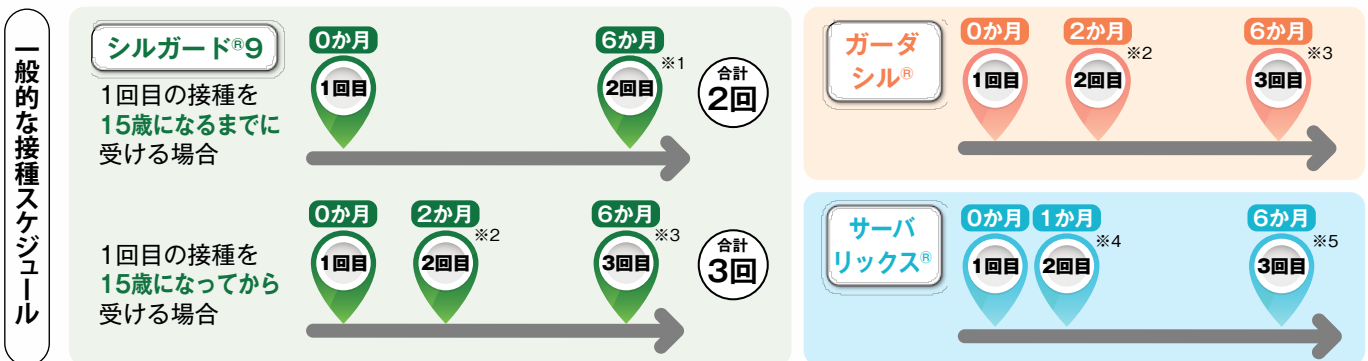 一般的な接種スケジュール
シルガード®9
1回目の接種を
15歳になるまでに
受ける場合
0か月
1回目
6か月
※1
2回目
合計
2回
1回目の接種を
15歳になってから
受ける場合
0か月
1回目
2か月
※2
2回目
6か月
※3
3回目
合計
3回
ガーダ
シル®
0か月
1回目
2か月
※2
2回目
6か月
※3
3回目
サーバ
リックス®
0か月
1回目
1か月
※4
2回目
6か月
※5
3回目